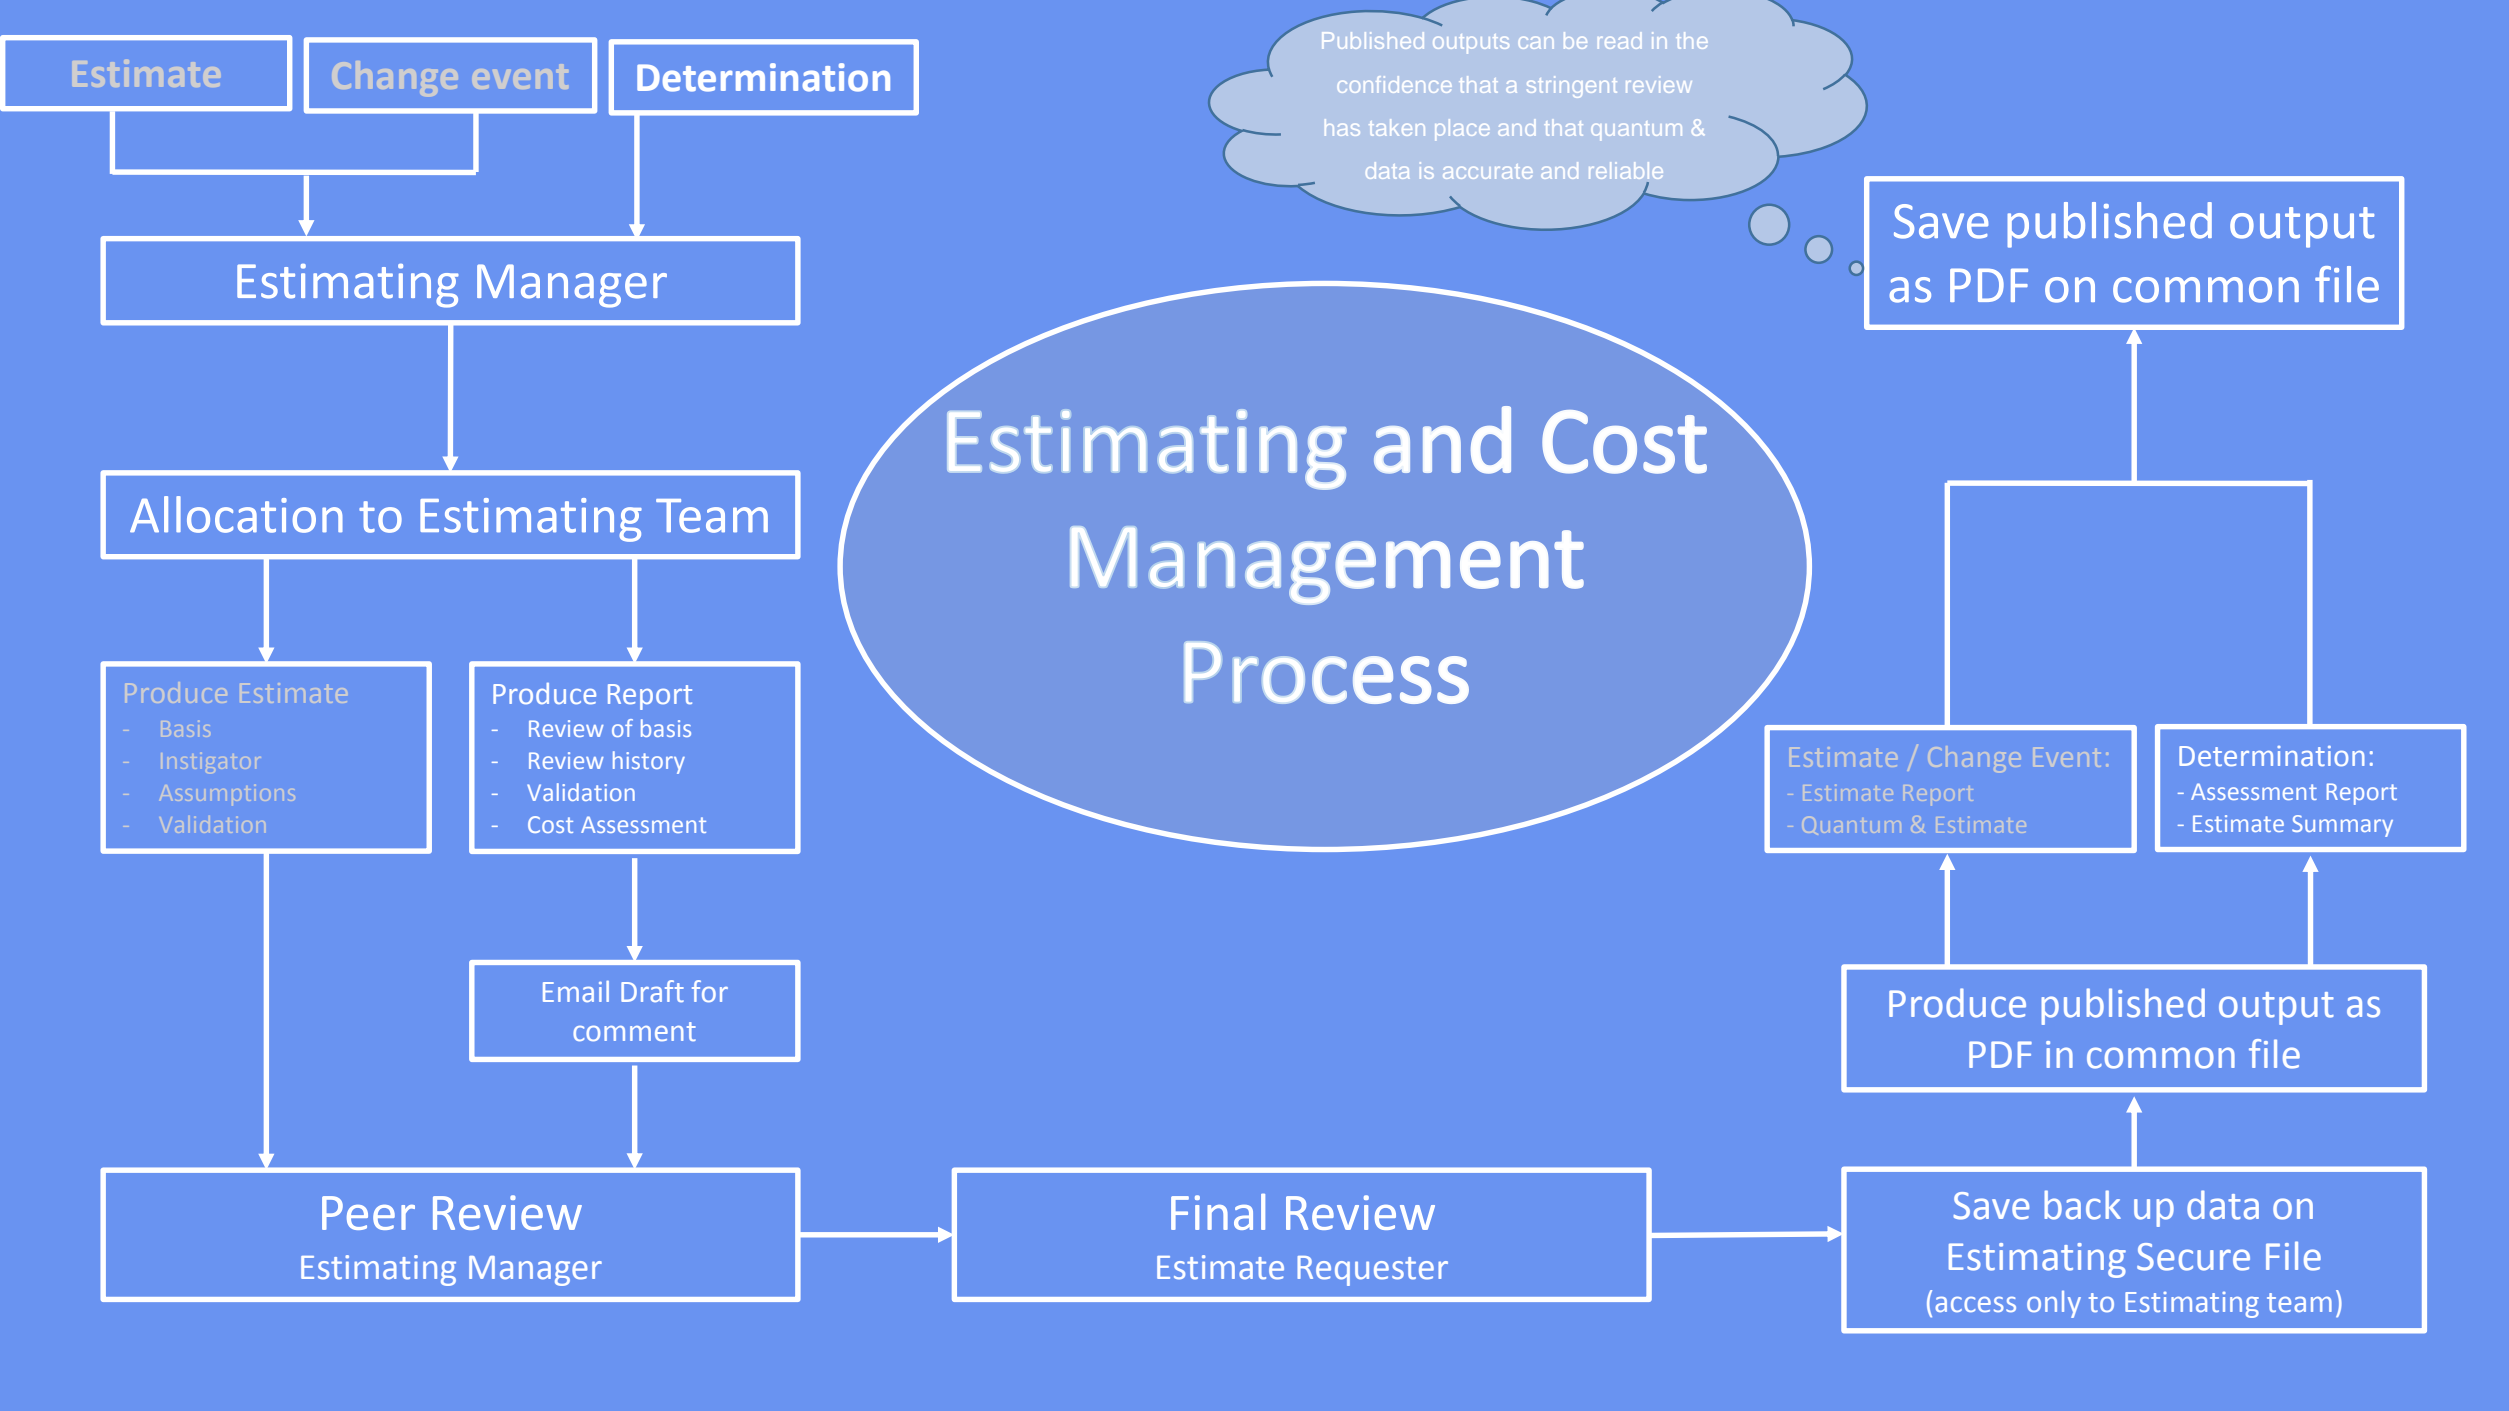 Estimate
Change event
Determination
Published outputs can be read in the
confidence that a stringent review
has taken place and that quantum &
data is accurate and reliable
Save published output
as PDF on common file
Estimating Manager
Estimating and Cost
Management
Process
Allocation to Estimating Team
Produce Estimate
- Basis
- Instigator
- Assumptions
- Validation
Produce Report
- Review of basis
- Review history
- Validation
- Cost Assessment
Estimate / Change Event:
- Estimate Report
- Quantum & Estimate
Determination:
- Assessment Report
- Estimate Summary
Email Draft for
comment
Produce published output as
PDF in common file
Peer Review
Estimating Manager
Final Review
Estimate Requester
Save back up data on
Estimating Secure File
(access only to Estimating team)